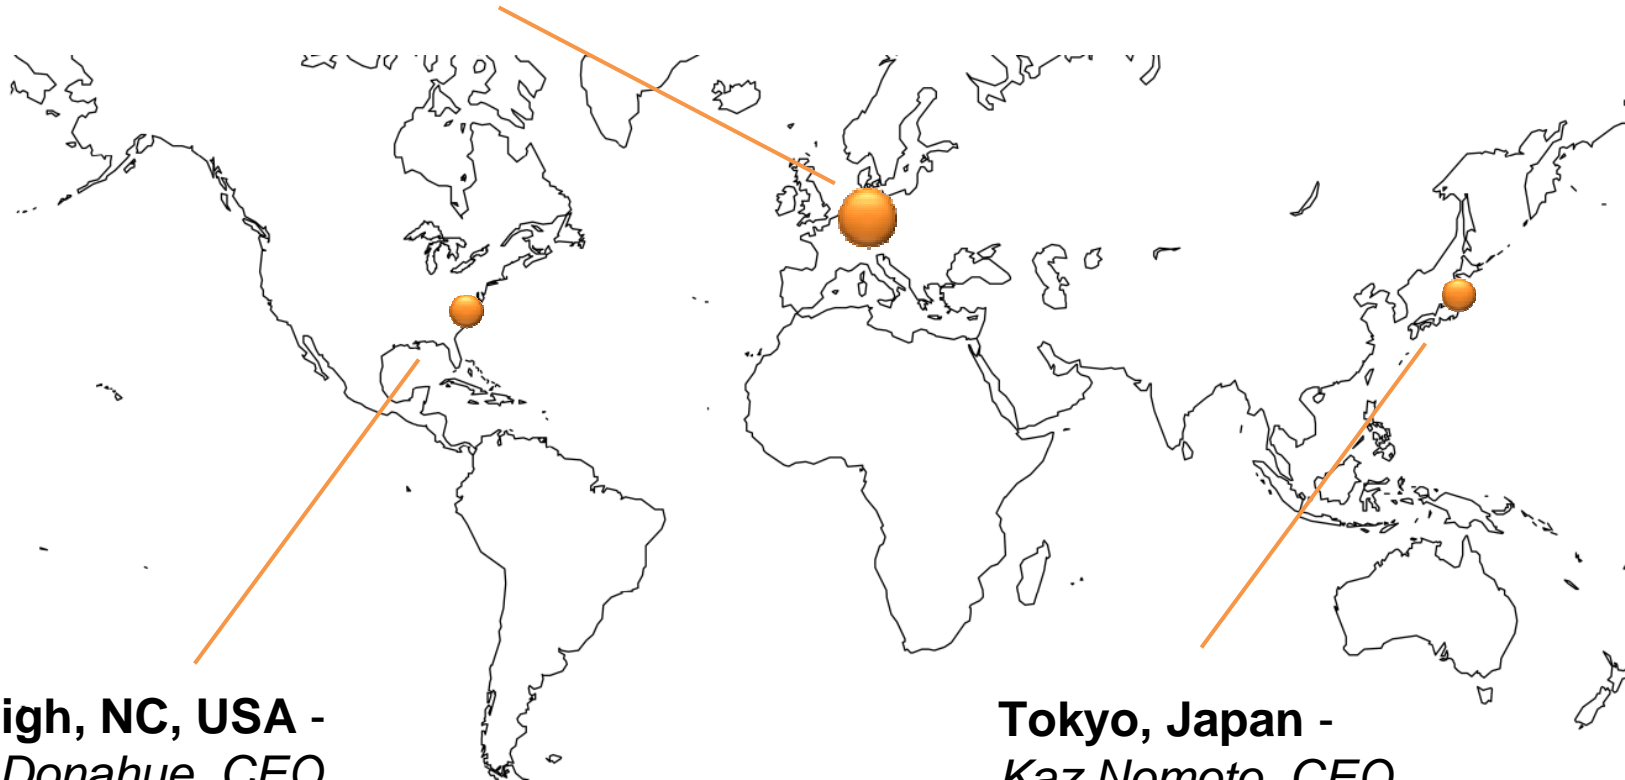 igh, NC, USA -
Donahue, CEO
Tokyo, Japan -
Kaz Nomoto, CEO